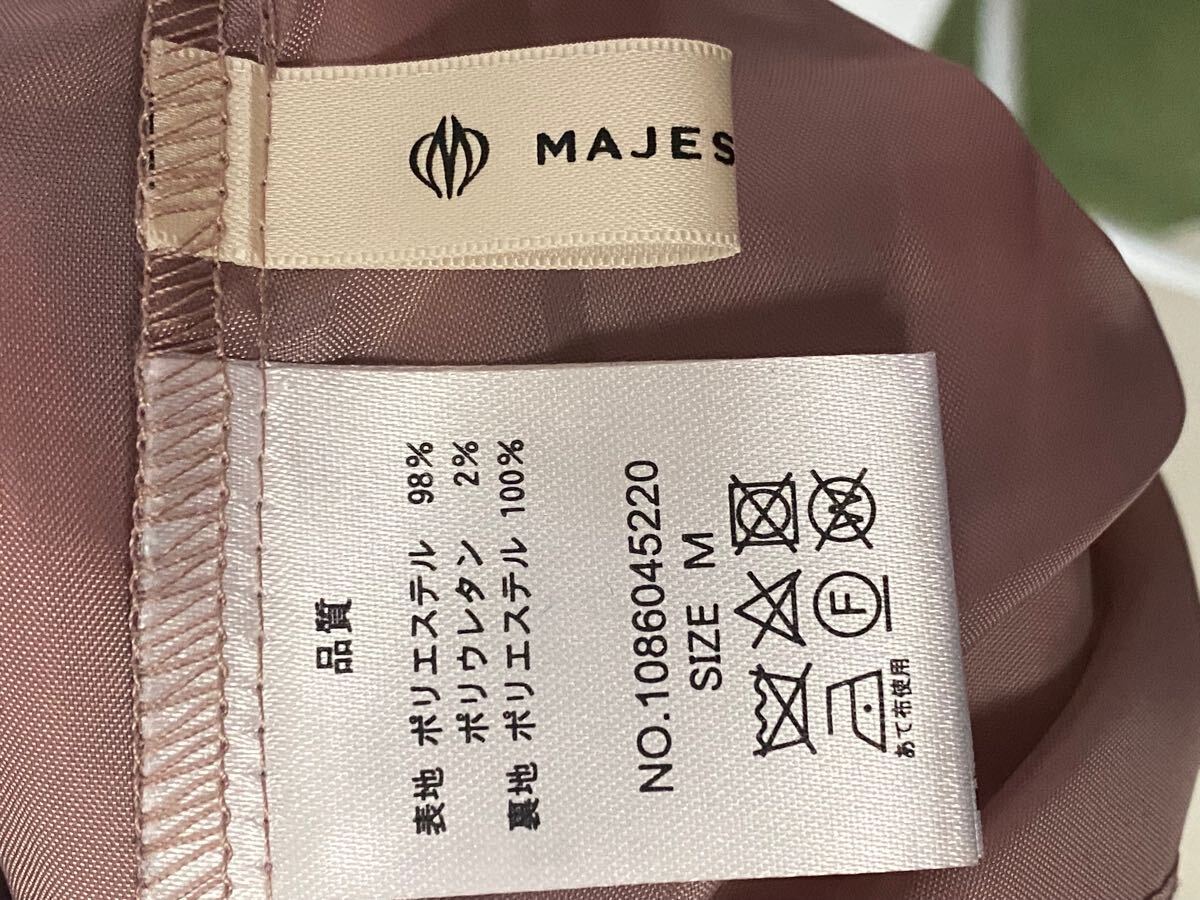 MAJES
品質
表地 ポリエステル 98%
ポリウレタン 2%
裏地 ポリエステル 100%
NO.1086045220
SIZE M
F
W
あて布使用